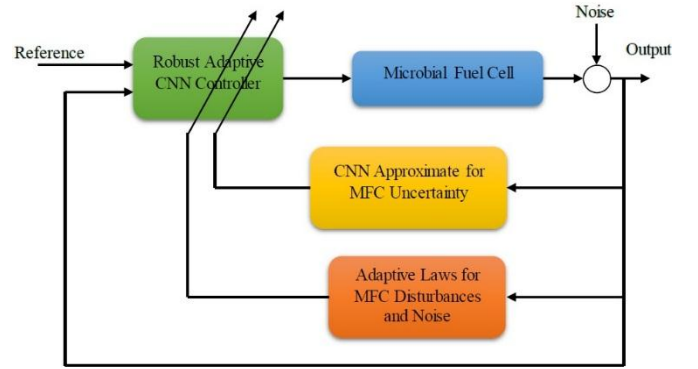 Noise
Reference
Output
Robust Adaptive
CNN Controller
Microbial Fuel Cell
CNN Approximate for
MFC Uncertainty
Adaptive Laws for
MFC Disturbances
and Noise